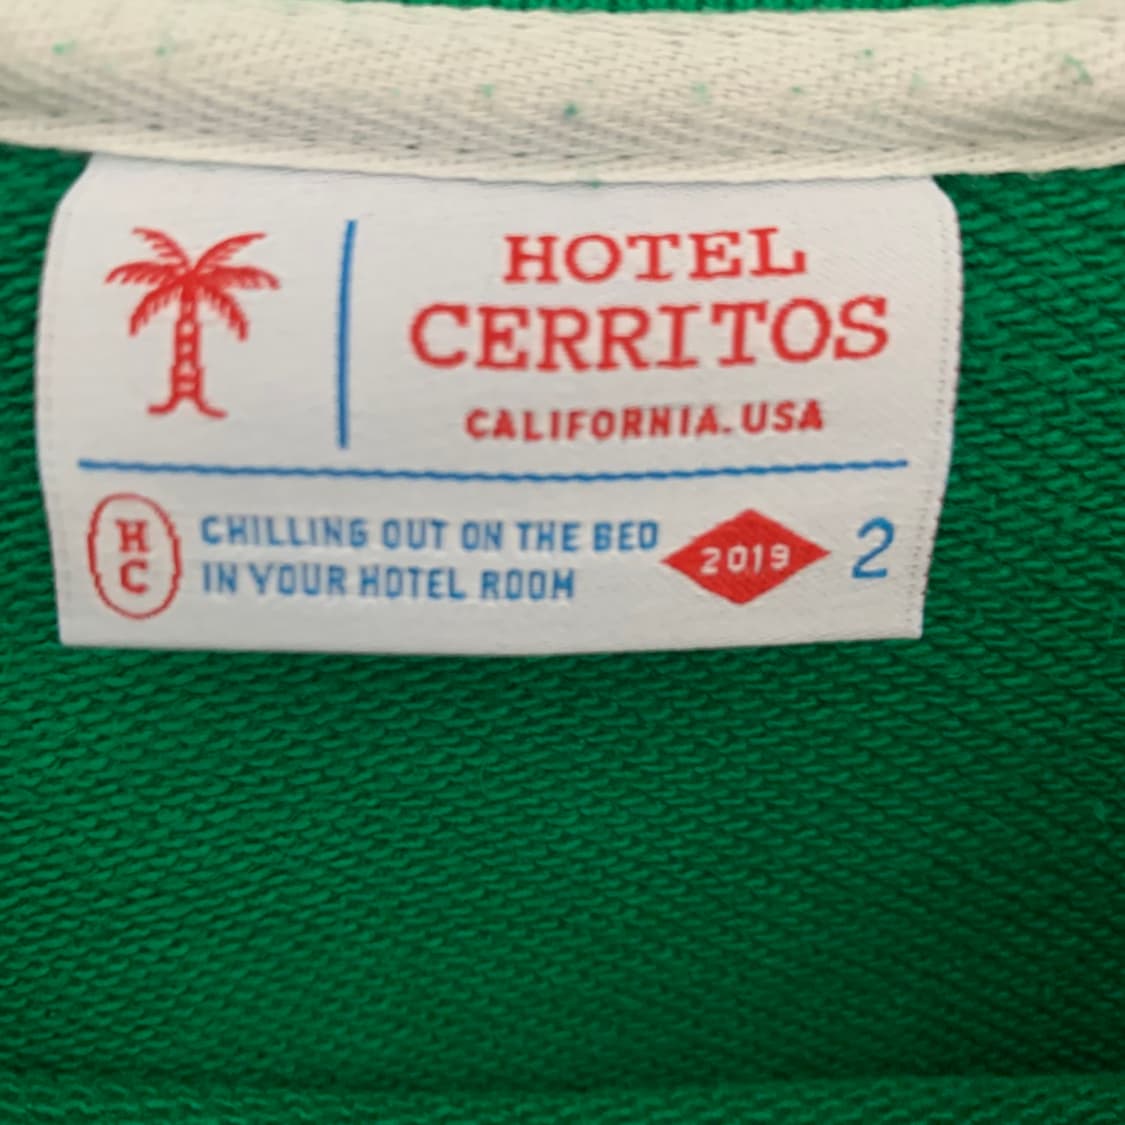 HOTEL
CERRITOS
CALIFORNIA. USA
H
C
CHILLING OUT ON THE BED
IN YOUR HOTEL ROOM
2019
2